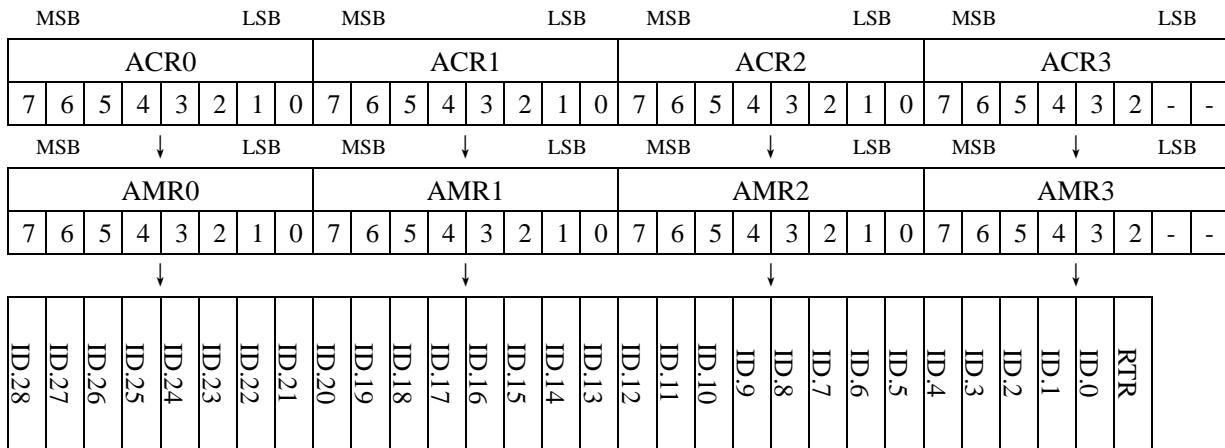 MSB LSB MSB LSB MSB LSB MSB LSB
ACR0 ACR1 ACR2 ACR3
7 6 5 4 3 2 1 0 7 6 5 4 3 2 1 0 7 6 5 4 3 2 1 0 7 6 5 4 3 2 - -
MSB LSB MSB LSB MSB LSB MSB LSB
AMR0 AMR1 AMR2 AMR3
7 6 5 4 3 2 1 0 7 6 5 4 3 2 1 0 7 6 5 4 3 2 1 0 7 6 5 4 3 2 - -
ID.28 ID.27 ID.26 ID.25 ID.24 ID.23 ID.22 ID.21 ID.20 ID.19 ID.18 ID.17 ID.16 ID.15 ID.14 ID.13 ID.12 ID.11 ID.10 ID.9 ID.8 ID.7 ID.6 ID.5 ID.4 ID.3 ID.2 ID.1 ID.0 RTR